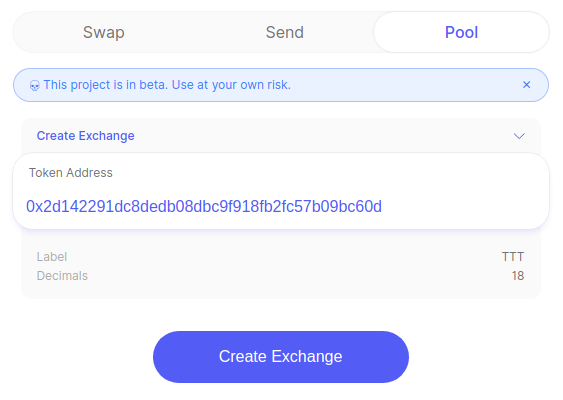 Swap Send Pool
💀 This project is in beta. Use at your own risk. ×
Create Exchange
Token Address
0x2d142291dc8dedb08dbc9f918fb2fc57b09bc60d
Label TTT
Decimals 18
Create Exchange